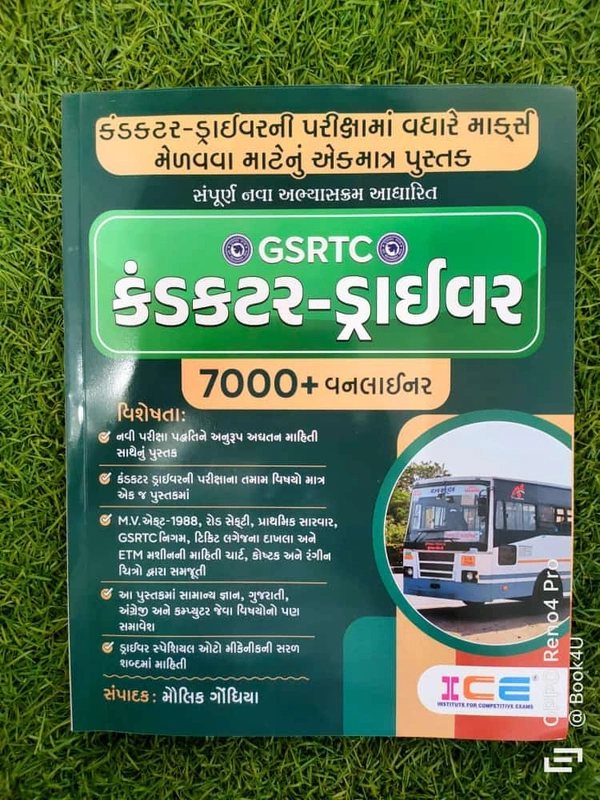 કંડકટર-ડ્રાઈવરની પરીક્ષામાં વધારે માર્ક્સ
મેળવવા માટેનું એકમાત્ર પુસ્તક
સંપૂર્ણ નવા અભ્યાસક્રમ આધારિત
GSRTC
કંડકટર-ડ્રાઈવર
7000+ વનલાઈનર
વિશેષતા:
નવી પરીક્ષા પદ્ધતિને અનુરૂપ અદ્યતન માહિતી
સાથેનું પુસ્તક
કંડકટર ડ્રાઈવરની પરીક્ષાના તમામ વિષયો માત્ર
એક જ પુસ્તકમાં
M.V. એક્ટ-1988, રોડ સેફ્ટી, પ્રાથમિક સારવાર,
GSRTC નિગમ, ટિકિટ લગેજના દાખલા અને
ETM મશીનની માહિતી ચાર્ટ, કોષ્ટક અને રંગીન
ચિત્રો દ્વારા સમજૂતી
આ પુસ્તકમાં સામાન્ય જ્ઞાન, ગુજરાતી,
અંગ્રેજી અને કમ્પ્યુટર જેવા વિષયોનો પણ
સમાવેશ
ડ્રાઈવર સ્પેશિયલ ઓટો મીકેનીકની સરળ
શબ્દમાં માહિતી
સંપાદક: મૌલિક ગોંધિયા
ICE
INSTITUTE FOR COMPETITIVE EXAMS
OPPO Reno4 Pro
@ Book4U